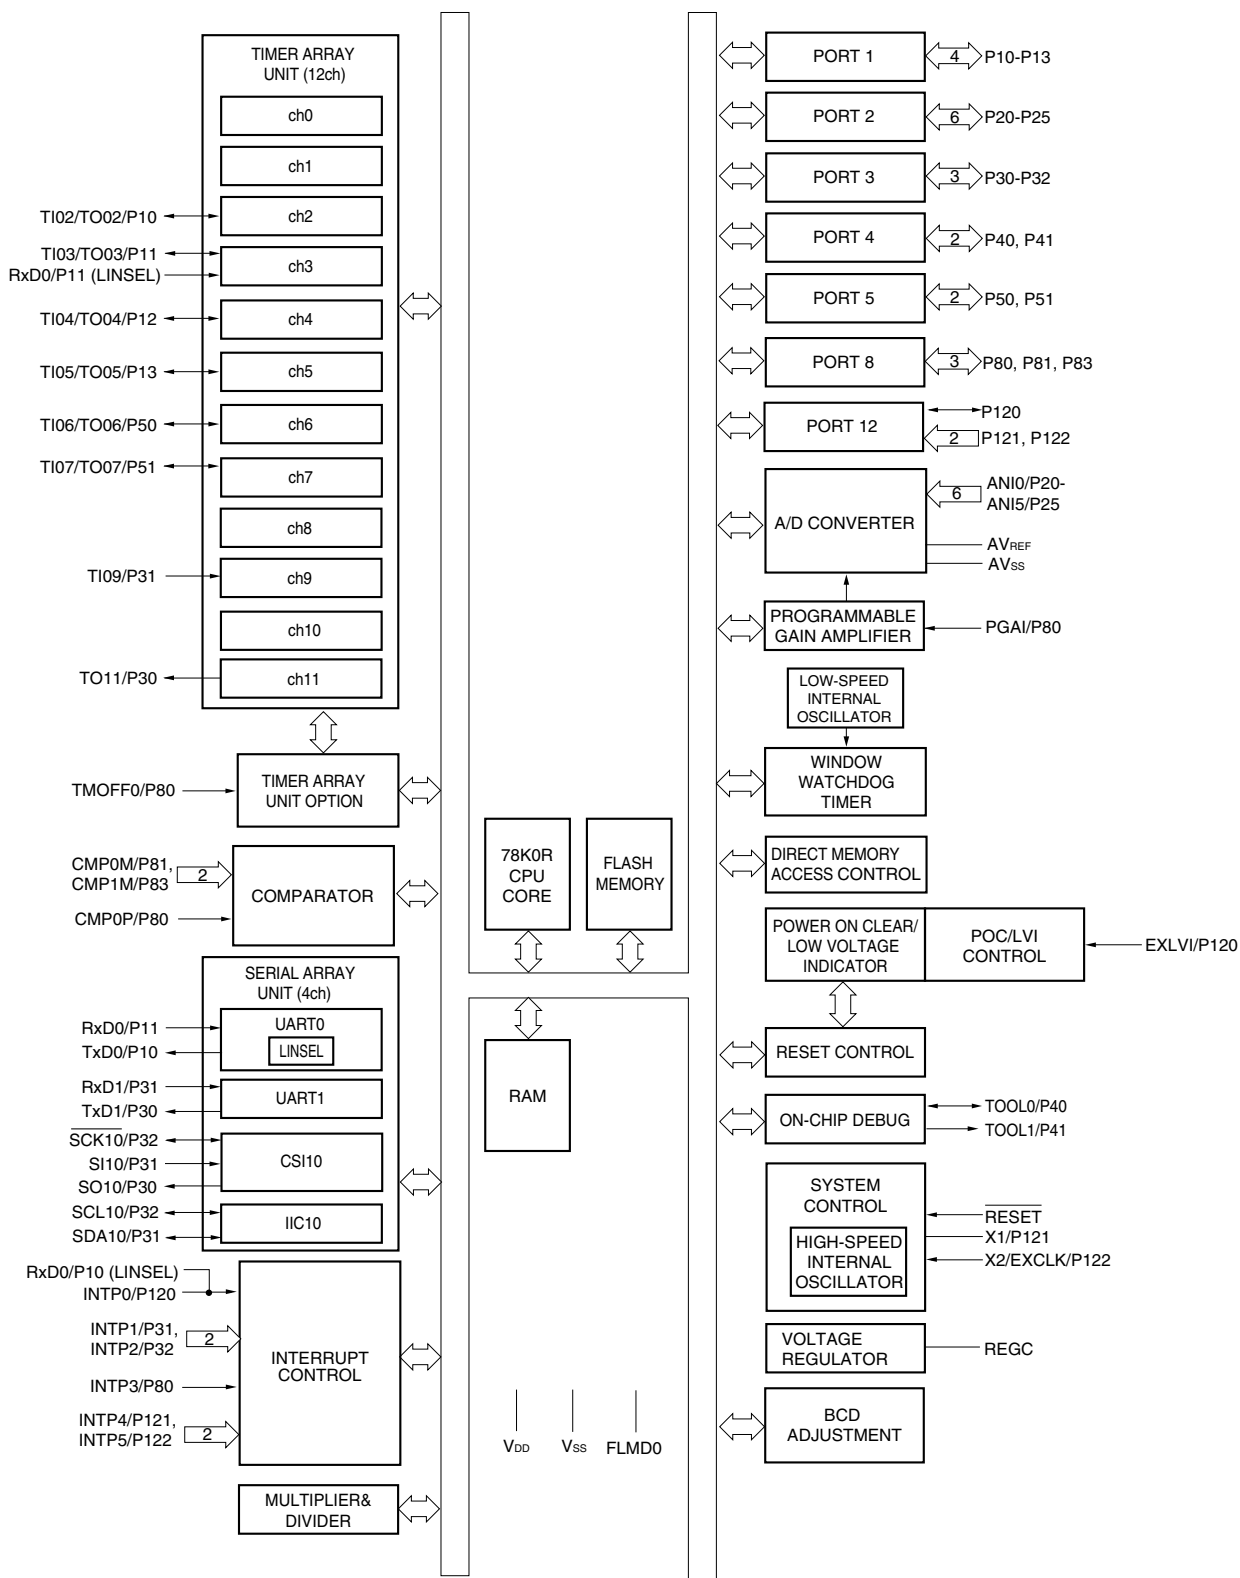 TIMER ARRAY
UNIT (12ch)
ch0
ch1
TI02/TO02/P10
ch2
TI03/TO03/P11
RxD0/P11 (LINSEL)
ch3
TI04/TO04/P12
ch4
TI05/TO05/P13
ch5
TI06/TO06/P50
ch6
TI07/TO07/P51
ch7
ch8
TI09/P31
ch9
ch10
TO11/P30
ch11
TMOFF0/P80
TIMER ARRAY
UNIT OPTION
CMP0M/P81,
CMP1M/P83
2
CMP0P/P80
COMPARATOR
SERIAL ARRAY
UNIT (4ch)
RxD0/P11
TxD0/P10
UART0
LINSEL
RxD1/P31
TxD1/P30
UART1
SCK10/P32
SI10/P31
SO10/P30
CSI10
SCL10/P32
SDA10/P31
IIC10
RxD0/P10 (LINSEL)
INTP0/P120
INTP1/P31,
INTP2/P32
2
INTP3/P80
INTP4/P121,
INTP5/P122
2
INTERRUPT
CONTROL
MULTIPLIER&
DIVIDER
78K0R
CPU
CORE
FLASH
MEMORY
RAM
VDD
VSS
FLMD0
PORT 1
4
P10-P13
PORT 2
6
P20-P25
PORT 3
3
P30-P32
PORT 4
2
P40, P41
PORT 5
2
P50, P51
PORT 8
3
P80, P81, P83
PORT 12
P120
2
P121, P122
A/D CONVERTER
6
ANI0/P20-
ANI5/P25
AVREF
AVSS
PROGRAMMABLE
GAIN AMPLIFIER
PGAI/P80
LOW-SPEED
INTERNAL
OSCILLATOR
WINDOW
WATCHDOG
TIMER
DIRECT MEMORY
ACCESS CONTROL
POWER ON CLEAR/
LOW VOLTAGE
INDICATOR
POC/LVI
CONTROL
EXLVI/P120
RESET CONTROL
ON-CHIP DEBUG
TOOL0/P40
TOOL1/P41
SYSTEM
CONTROL
HIGH-SPEED
INTERNAL
OSCILLATOR
RESET
X1/P121
X2/EXCLK/P122
VOLTAGE
REGULATOR
REGC
BCD
ADJUSTMENT